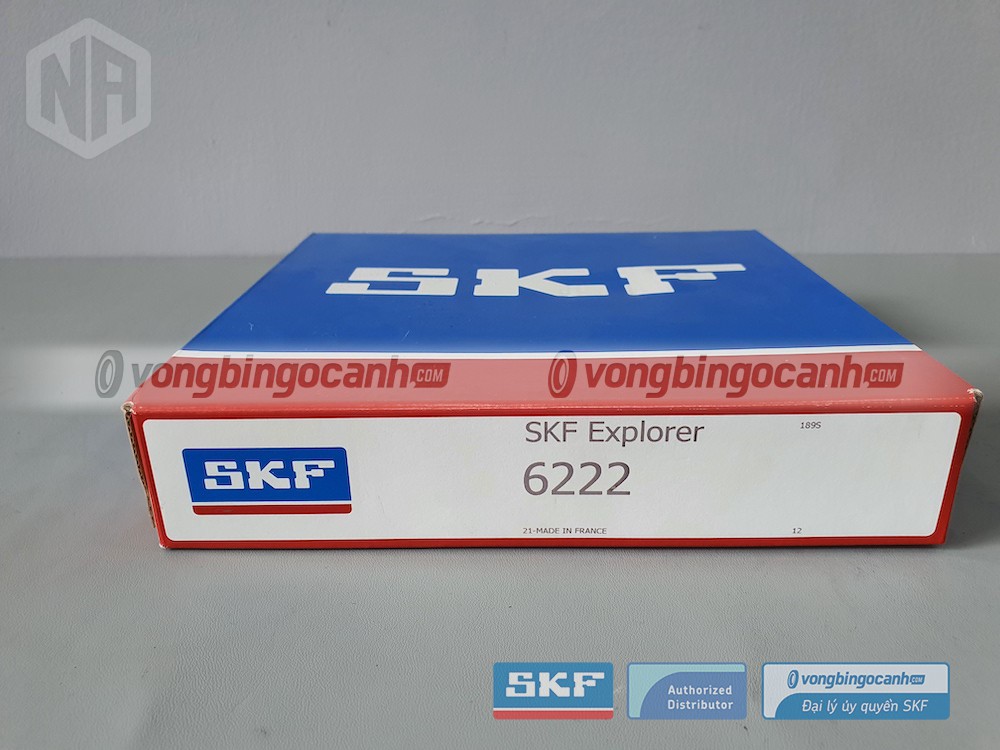 NA
SKF
vongbingocanh.COM
vongbingocanh.COM
SKF Explorer
189S
SKF
6222
21-MADE IN FRANCE
12
SKF
Authorized
Distributor
vongbingocanh.COM
Đại lý ủy quyền SKF